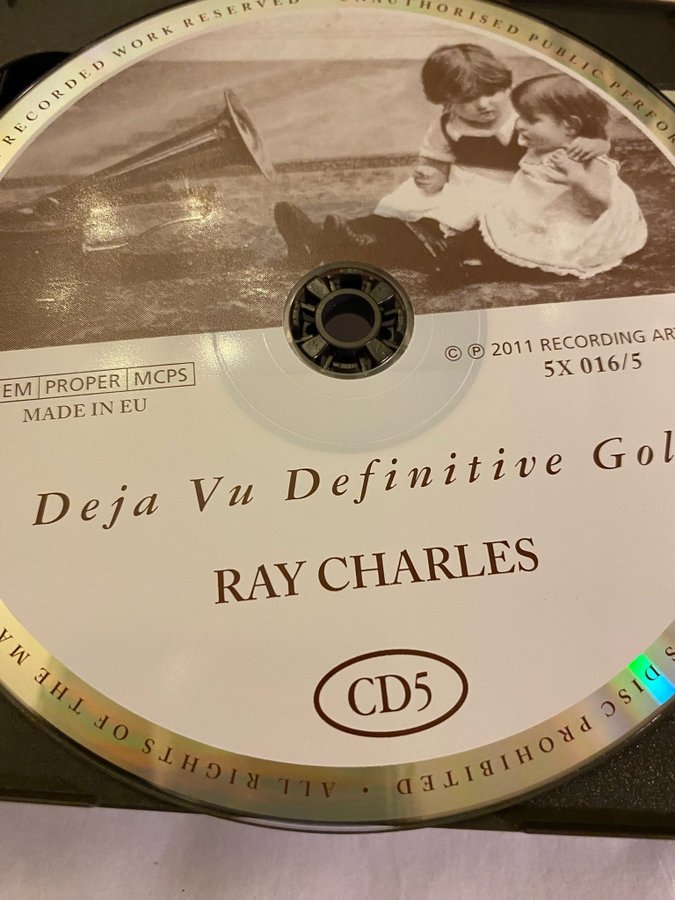 RECORDED WORK RESERVED UNAUTHORISED PUBLIC PERFOR
EM PROPER MCPS
MADE IN EU
© ℗ 2011 RECORDING AR
5X 016/5
Deja Vu Definitive Gol
RAY CHARLES
CD5
S DISC PROHIBITED · ALL RIGHTS OF THE MA